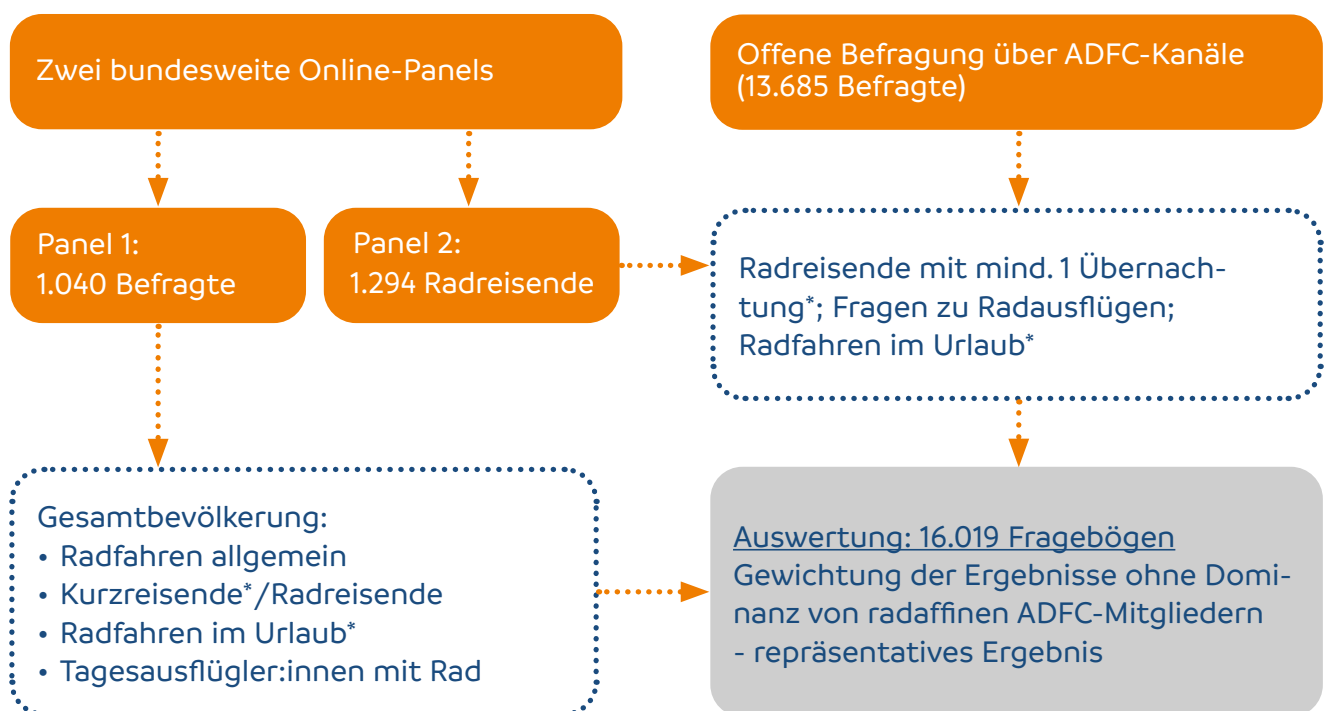 Zwei bundesweite Online-Panels
Offene Befragung über ADFC-Kanäle
(13.685 Befragte)
Panel 1:
1.040 Befragte
Panel 2:
1.294 Radreisende
Radreisende mit mind. 1 Übernach-
tung*; Fragen zu Radausflügen;
Radfahren im Urlaub*
Gesamtbevölkerung:
• Radfahren allgemein
• Kurzreisende*/Radreisende
• Radfahren im Urlaub*
• Tagesausflügler:innen mit Rad
Auswertung: 16.019 Fragebögen
Gewichtung der Ergebnisse ohne Domi-
nanz von radaffinen ADFC-Mitgliedern
- repräsentatives Ergebnis